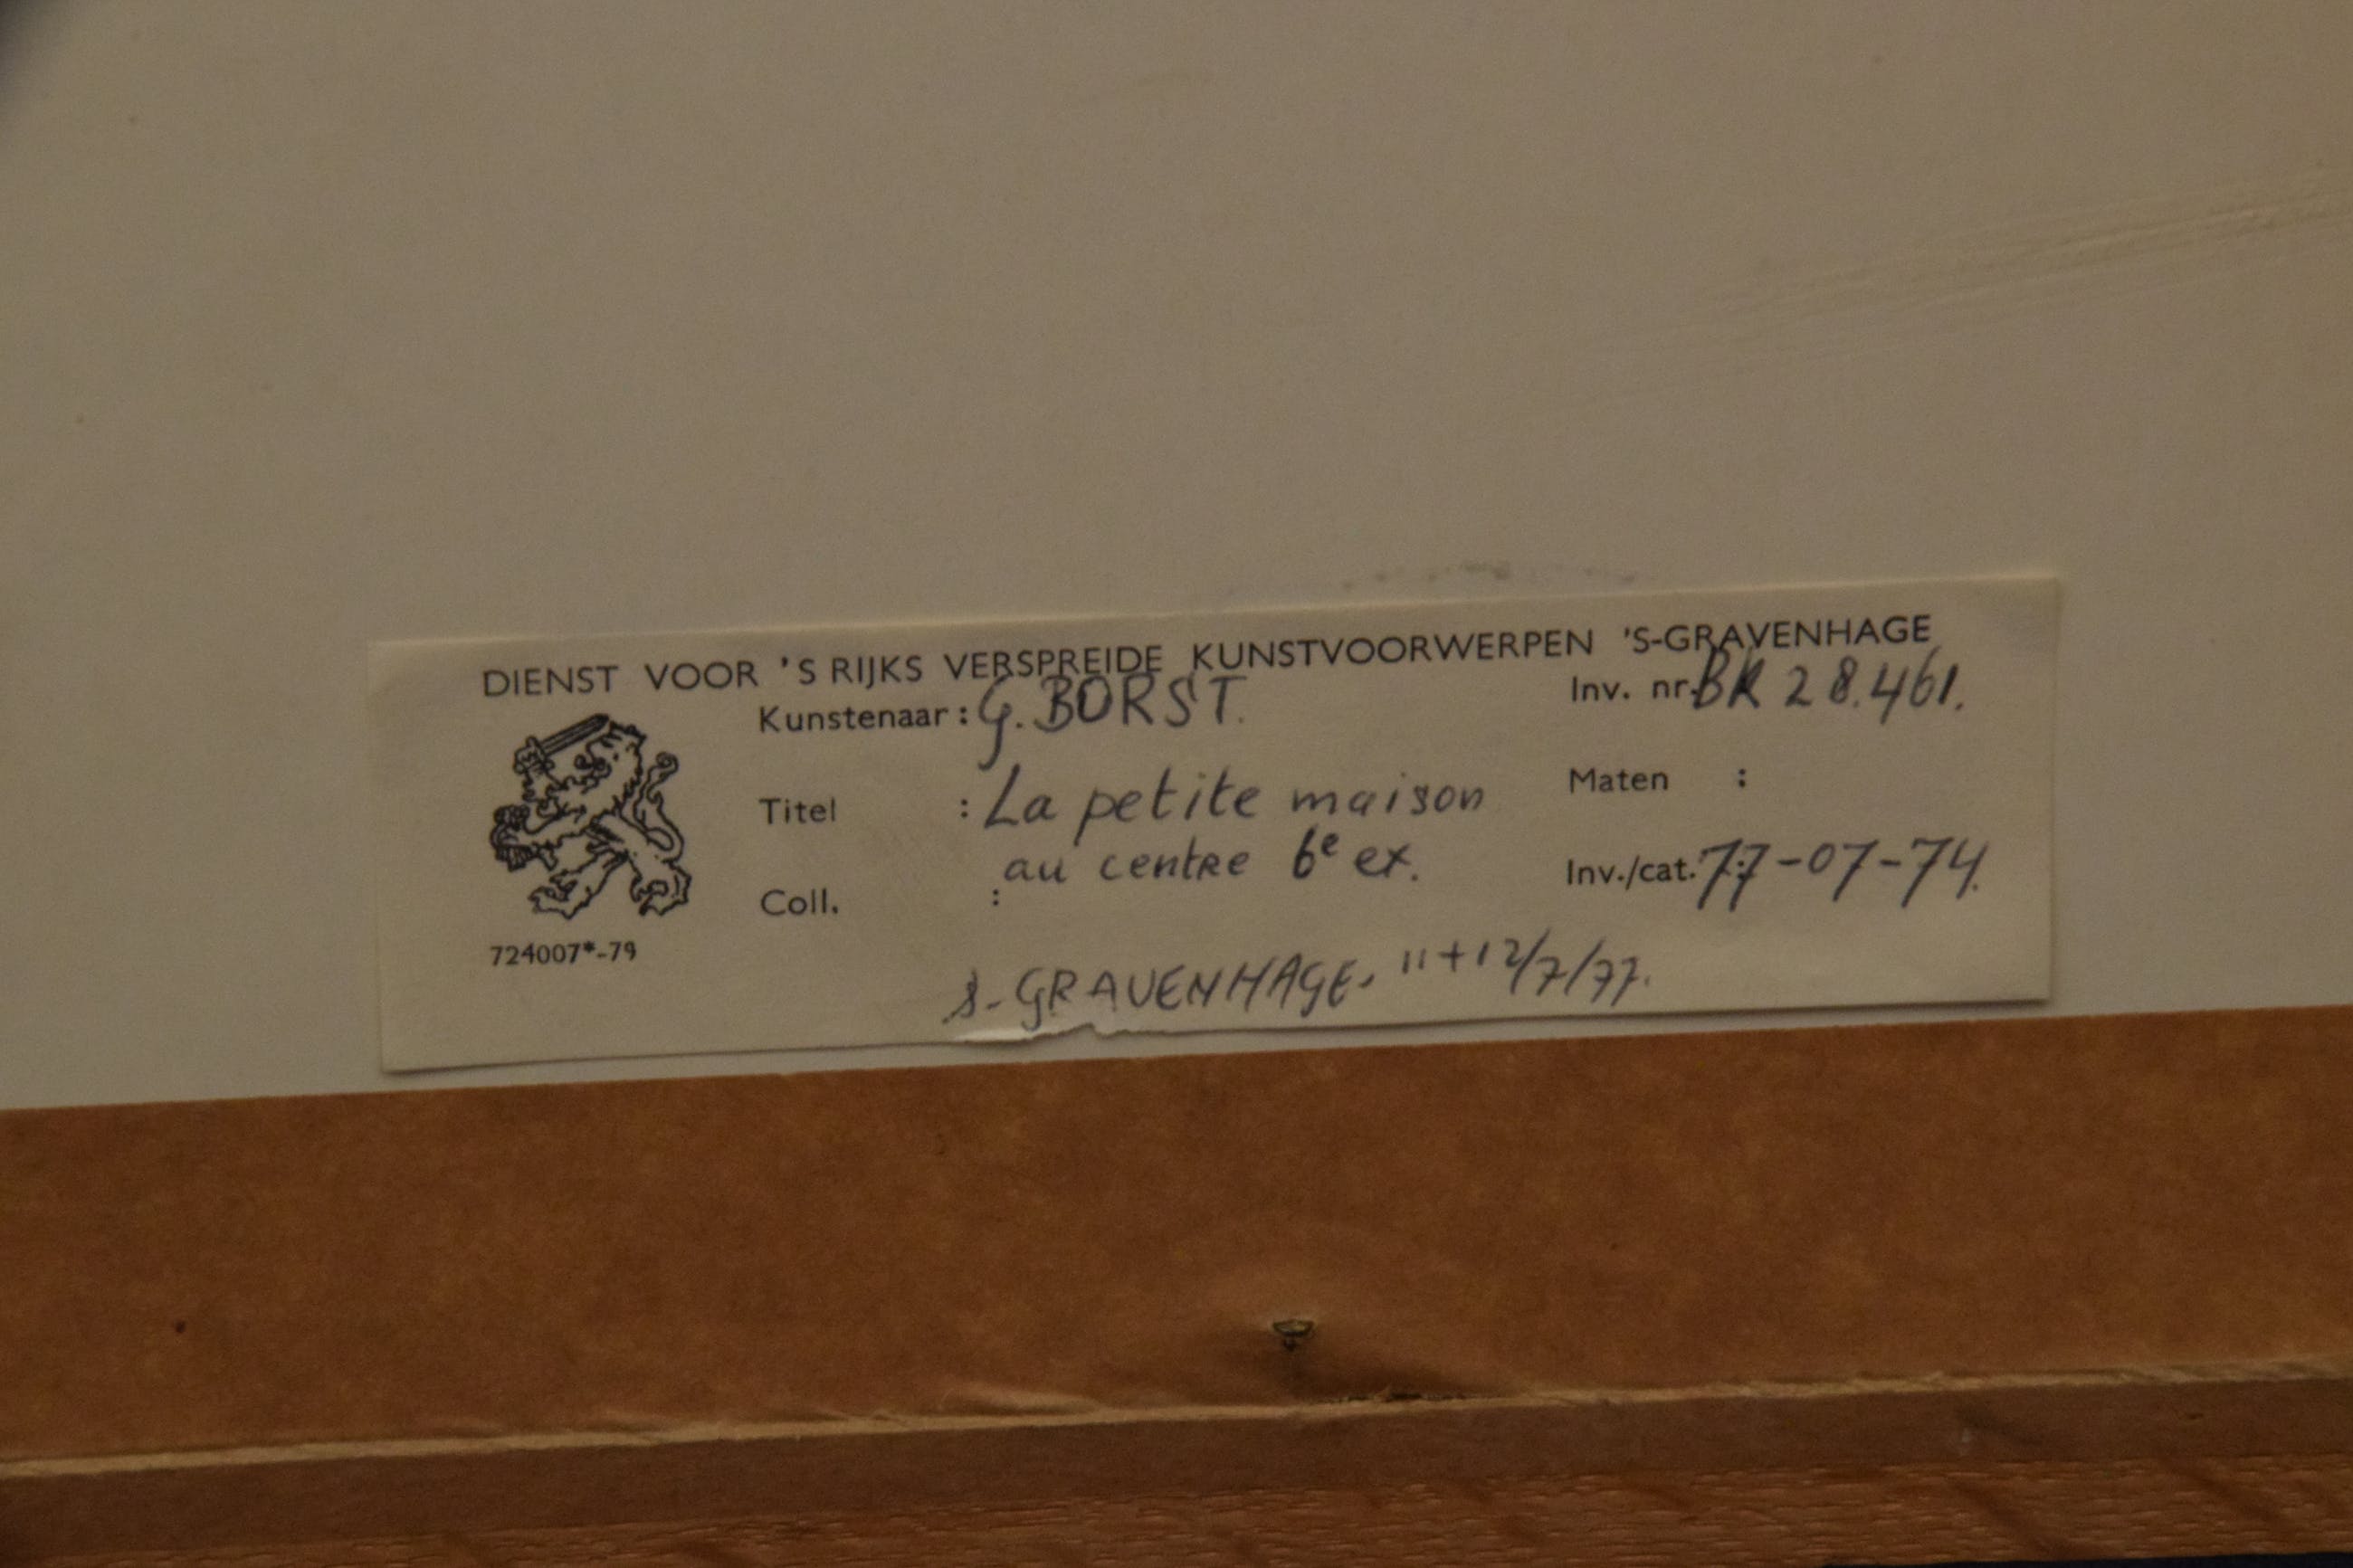 DIENST VOOR 'S RIJKS VERSPREIDE KUNSTVOORWERPEN 'S-GRAVENHAGE
Kunstenaar : G. BORST.
Inv. nr. BK 28.461.
Titel : La petite maison
au centre 6e ex.
Maten :
Coll. :
Inv./cat. : 77-07-74.
724007*-79
s-GRAVENHAGE. 11+12/7/77.